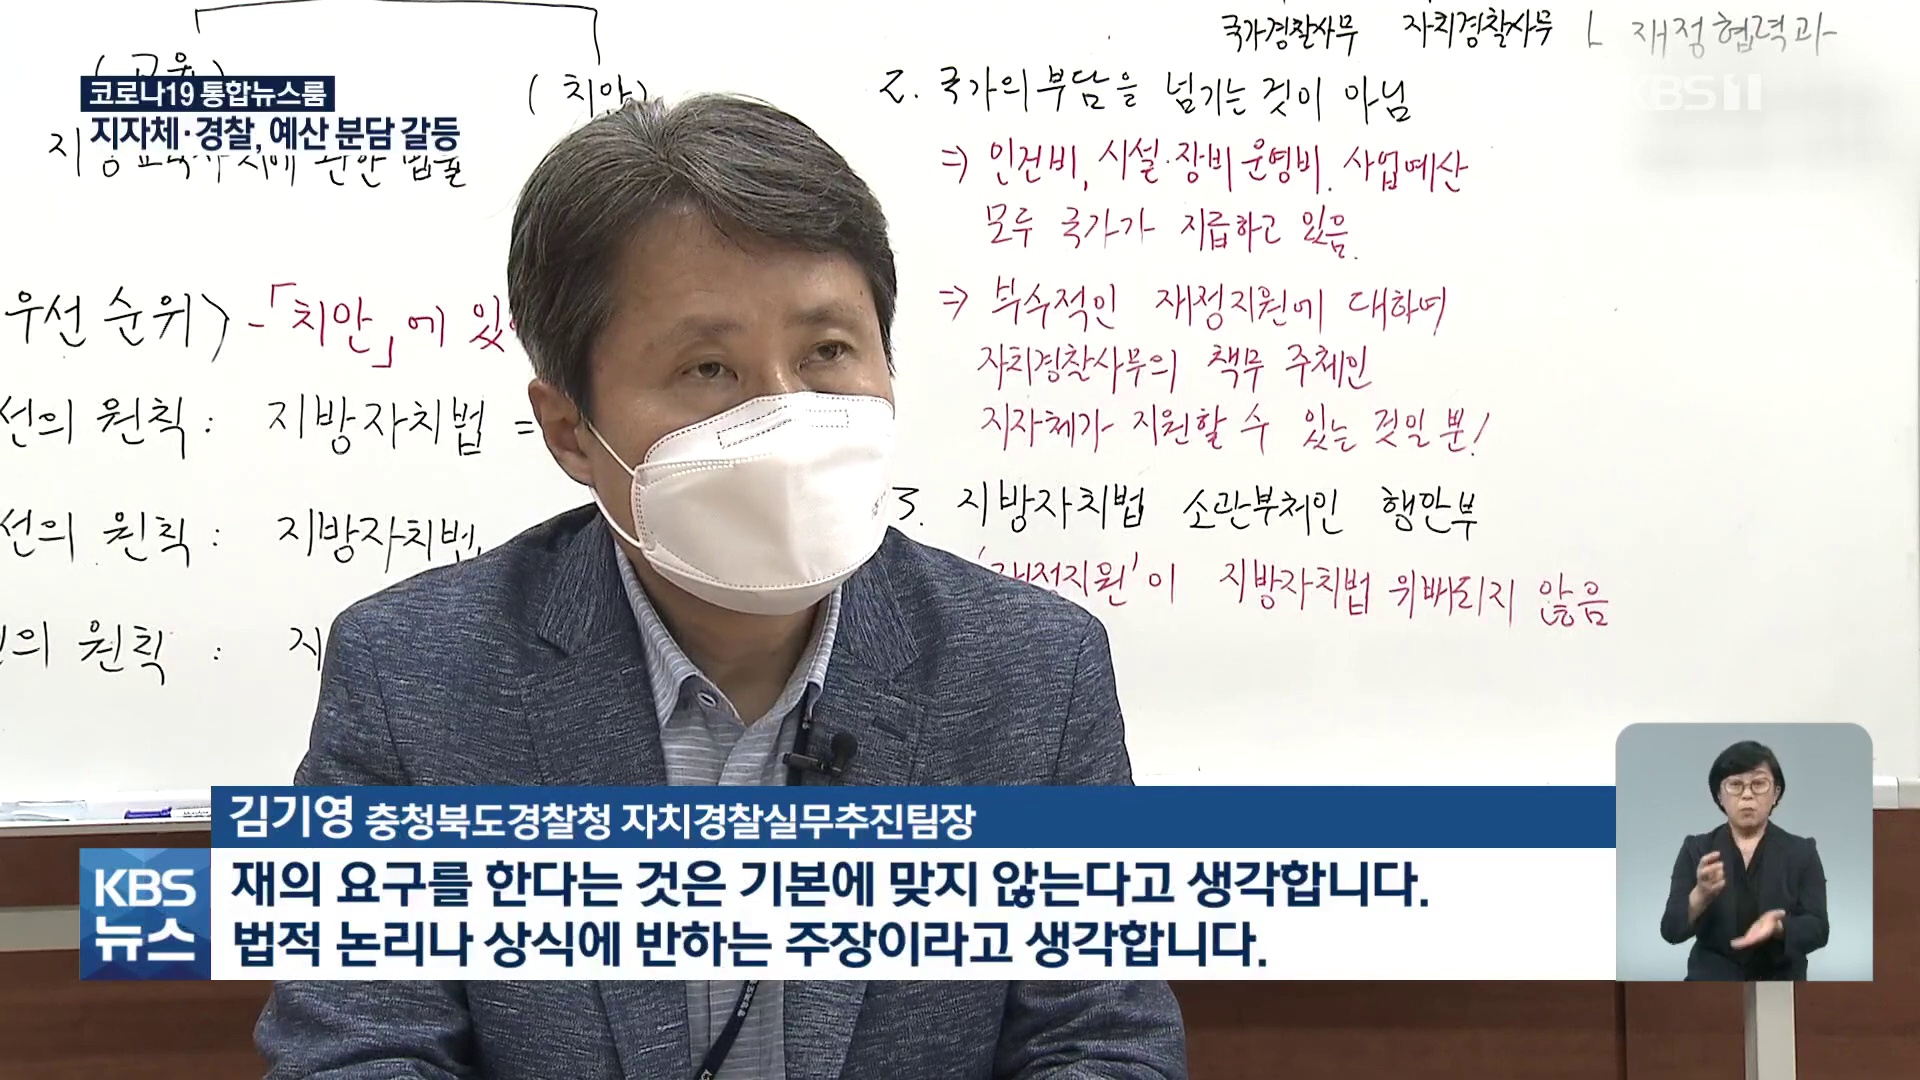 국가경찰사무 자치경찰사무 재정협력과
코로나19 통합뉴스룸
지자체·경찰, 예산 분담 갈등
KBS 1
(치안)
2. 국가의 부담을 넘기는 것이 아님
⇒ 인건비, 시설·장비 운영비, 사업예산
모두 국가가 지급하고 있음.
⇒ 부수적인 재정지원에 대하여
자치경찰사무의 책무 주체인
지자체가 지원할 수 있는 것일 뿐!
3. 지방자치법 소관부처인 행안부
'재정지원'이 지방자치법 위배되지 않음
우선순위〉-「치안」에
선의 원칙 : 지방자치법 =
선의 원칙 : 지방자치법
의 원칙 : 지
김기영 충청북도경찰청 자치경찰실무추진팀장
KBS
뉴스
재의 요구를 한다는 것은 기본에 맞지 않는다고 생각합니다.
법적 논리나 상식에 반하는 주장이라고 생각합니다.